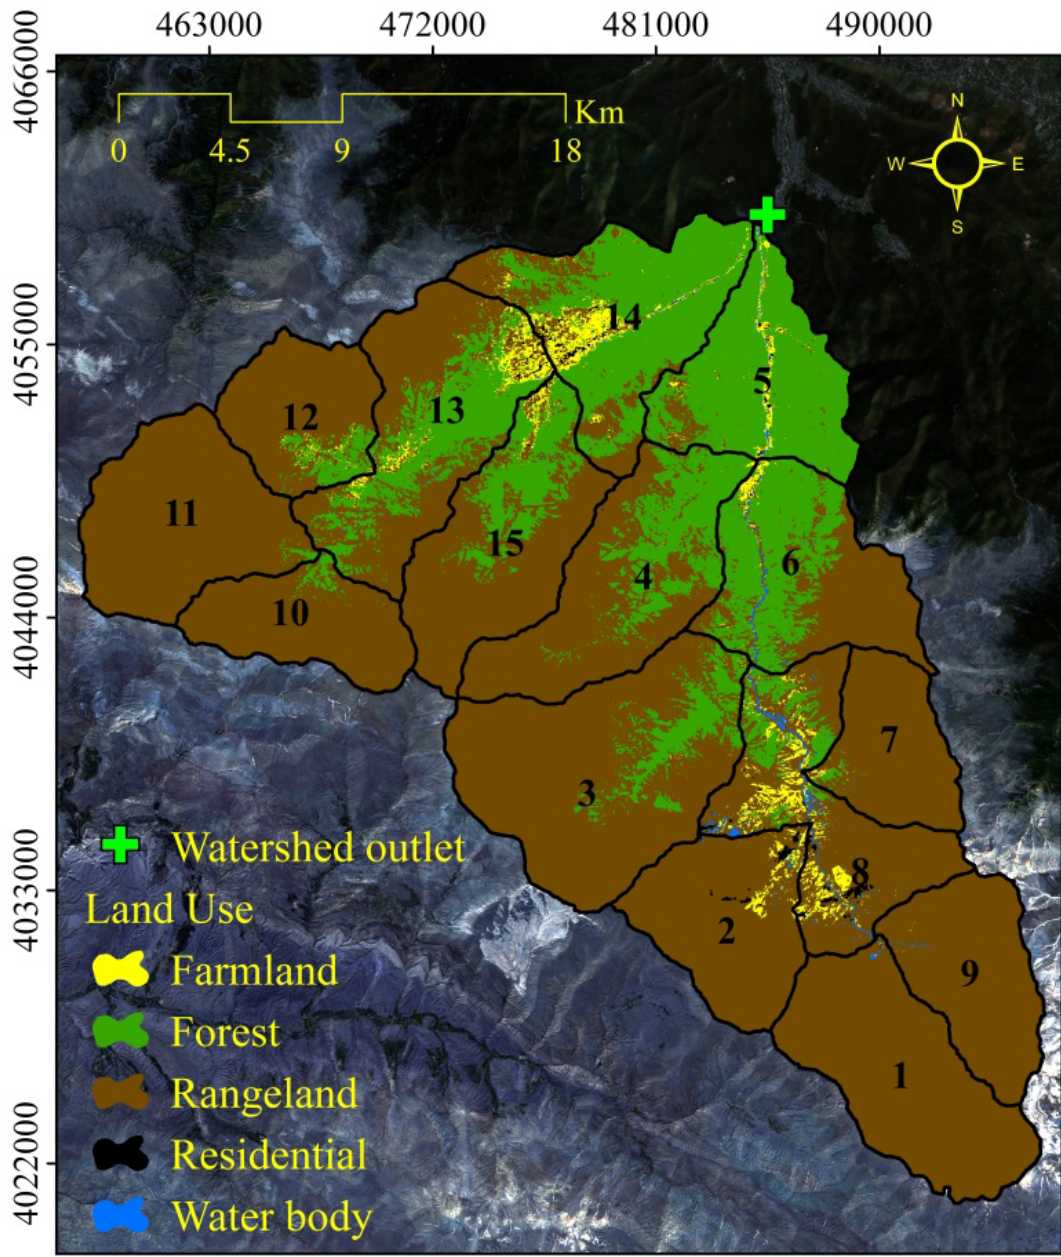 463000 472000 481000 490000
4066000
4055000
4044000
4033000
4022000
Km
0 4.5 9 18
N
W E
S
14
5
13
12
11
15
6
4
10
7
3
8
2
9
1
Watershed outlet
Land Use
Farmland
Forest
Rangeland
Residential
Water body